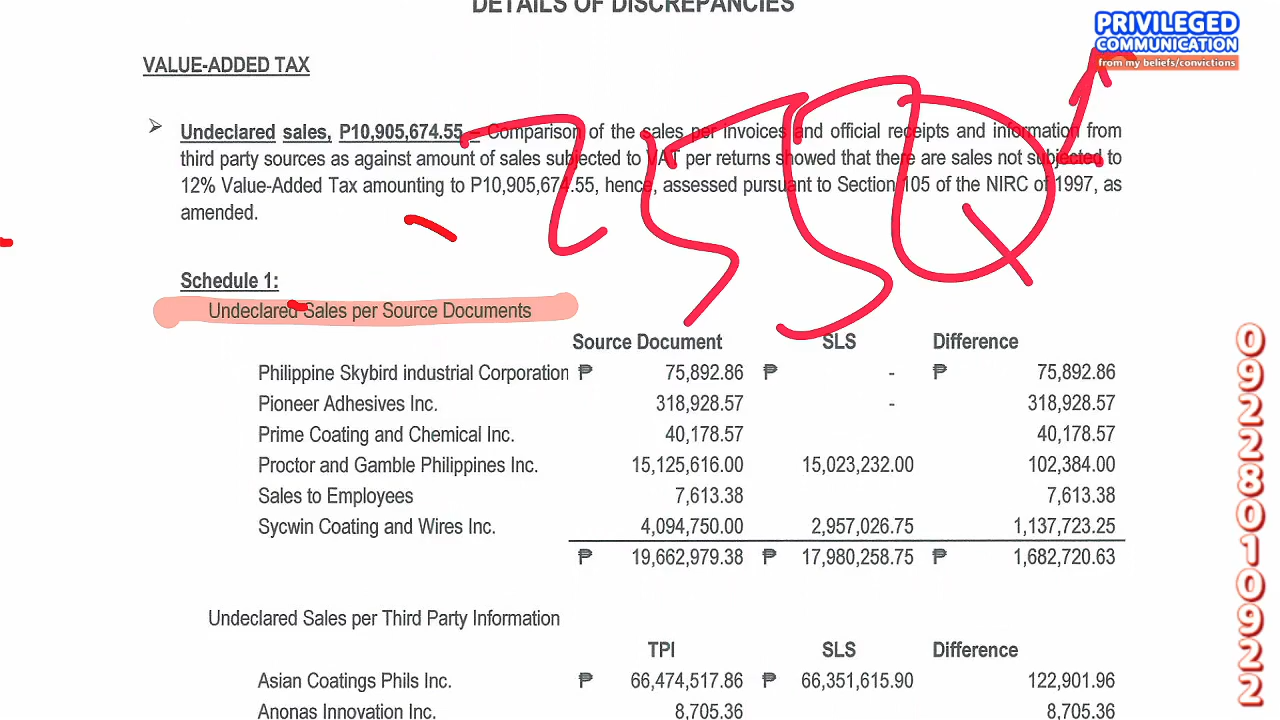 DETAILS OF DISCREPANCIES
PRIVILEGED
COMMUNICATION
from my beliefs/convictions
VALUE-ADDED TAX
Undeclared sales, P10,905,674.55 – Comparison of the sales per invoices and official receipts and information from
third party sources as against amount of sales subjected to VAT per returns showed that there are sales not subjected to
12% Value-Added Tax amounting to P10,905,674.55, hence, assessed pursuant to Section 105 of the NIRC of 1997, as
amended.
Schedule 1:
Undeclared Sales per Source Documents
Source Document SLS Difference
Philippine Skybird industrial Corporation ₱ 75,892.86 ₱ - ₱ 75,892.86
Pioneer Adhesives Inc. 318,928.57 - 318,928.57
Prime Coating and Chemical Inc. 40,178.57 40,178.57
Proctor and Gamble Philippines Inc. 15,125,616.00 15,023,232.00 102,384.00
Sales to Employees 7,613.38 7,613.38
Sycwin Coating and Wires Inc. 4,094,750.00 2,957,026.75 1,137,723.25
₱ 19,662,979.38 ₱ 17,980,258.75 ₱ 1,682,720.63
Undeclared Sales per Third Party Information
TPI SLS Difference
Asian Coatings Phils Inc. ₱ 66,474,517.86 ₱ 66,351,615.90 122,901.96
Anonas Innovation Inc. 8,705.36 8,705.36
09228010922